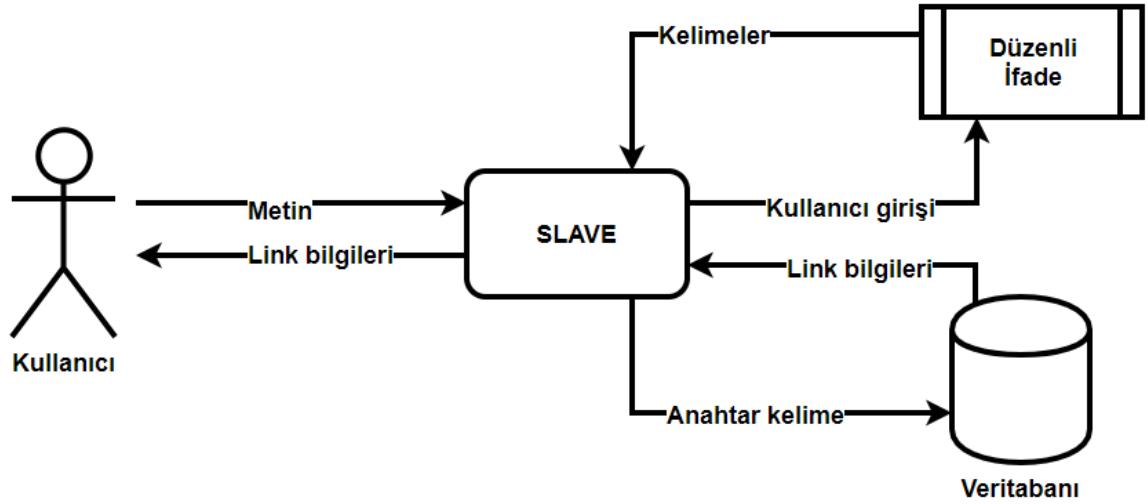 Kelimeler
Düzenli
İfade
Metin
SLAVE
Kullanıcı girişi
Link bilgileri
Link bilgileri
Kullanıcı
Anahtar kelime
Veritabanı